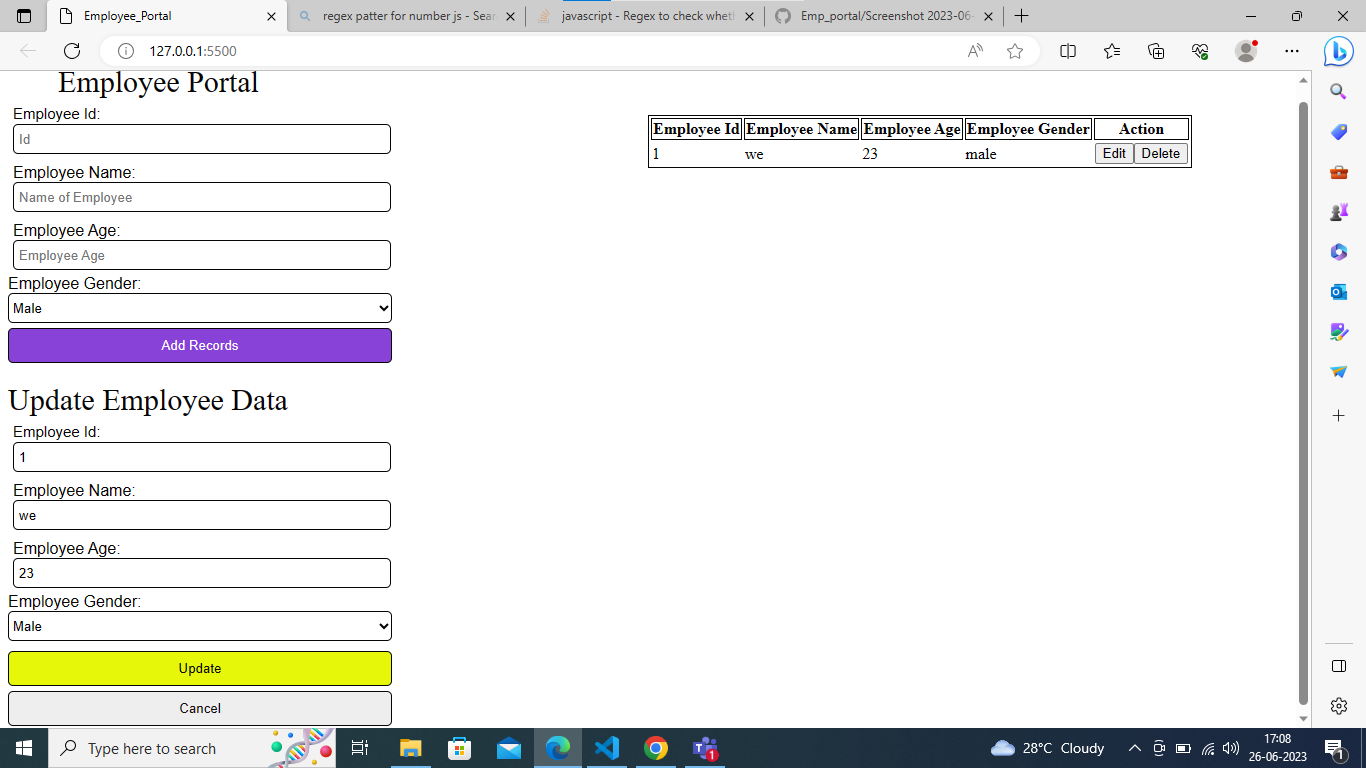 Employee_Portal
regex patter for number js - Sear
javascript - Regex to check wheth
Emp_portal/Screenshot 2023-06-
127.0.0.1:5500
Employee Portal
Employee Id:
Id
Employee Name:
Name of Employee
Employee Age:
Employee Age
Employee Gender:
Male
Add Records
Employee Id Employee Name Employee Age Employee Gender Action
1 we 23 male Edit Delete
Update Employee Data
Employee Id:
1
Employee Name:
we
Employee Age:
23
Employee Gender:
Male
Update
Cancel
Type here to search
28°C Cloudy
17:08
26-06-2023
1
1